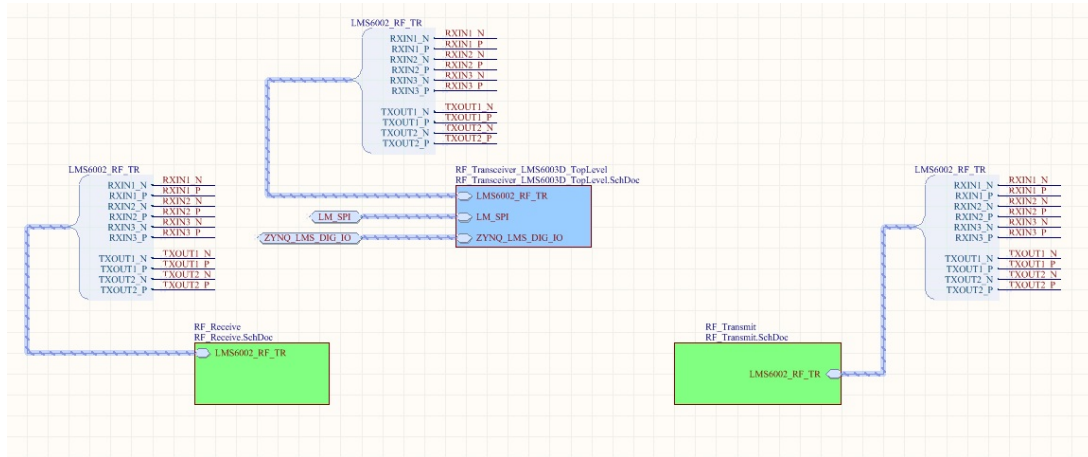 LMS6002_RF_TR
RXIN1_N RXIN1_N
RXIN1_P RXIN1_P
RXIN2_N RXIN2_N
RXIN2_P RXIN2_P
RXIN3_N RXIN3_N
RXIN3_P RXIN3_P
TXOUT1_N TXOUT1_N
TXOUT1_P TXOUT1_P
TXOUT2_N TXOUT2_N
TXOUT2_P TXOUT2_P
RF_Transceiver_LMS6003D_TopLevel
RF_Transceiver_LMS6003D_TopLevel.SchDoc
LMS6002_RF_TR
LM_SPI LM_SPI
ZYNQ_LMS_DIG_IO ZYNQ_LMS_DIG_IO
LMS6002_RF_TR
RXIN1_N RXIN1_N
RXIN1_P RXIN1_P
RXIN2_N RXIN2_N
RXIN2_P RXIN2_P
RXIN3_N RXIN3_N
RXIN3_P RXIN3_P
TXOUT1_N TXOUT1_N
TXOUT1_P TXOUT1_P
TXOUT2_N TXOUT2_N
TXOUT2_P TXOUT2_P
RF_Receive
RF_Receive.SchDoc
LMS6002_RF_TR
LMS6002_RF_TR
RXIN1_N RXIN1_N
RXIN1_P RXIN1_P
RXIN2_N RXIN2_N
RXIN2_P RXIN2_P
RXIN3_N RXIN3_N
RXIN3_P RXIN3_P
TXOUT1_N TXOUT1_N
TXOUT1_P TXOUT1_P
TXOUT2_N TXOUT2_N
TXOUT2_P TXOUT2_P
RF_Transmit
RF_Transmit.SchDoc
LMS6002_RF_TR